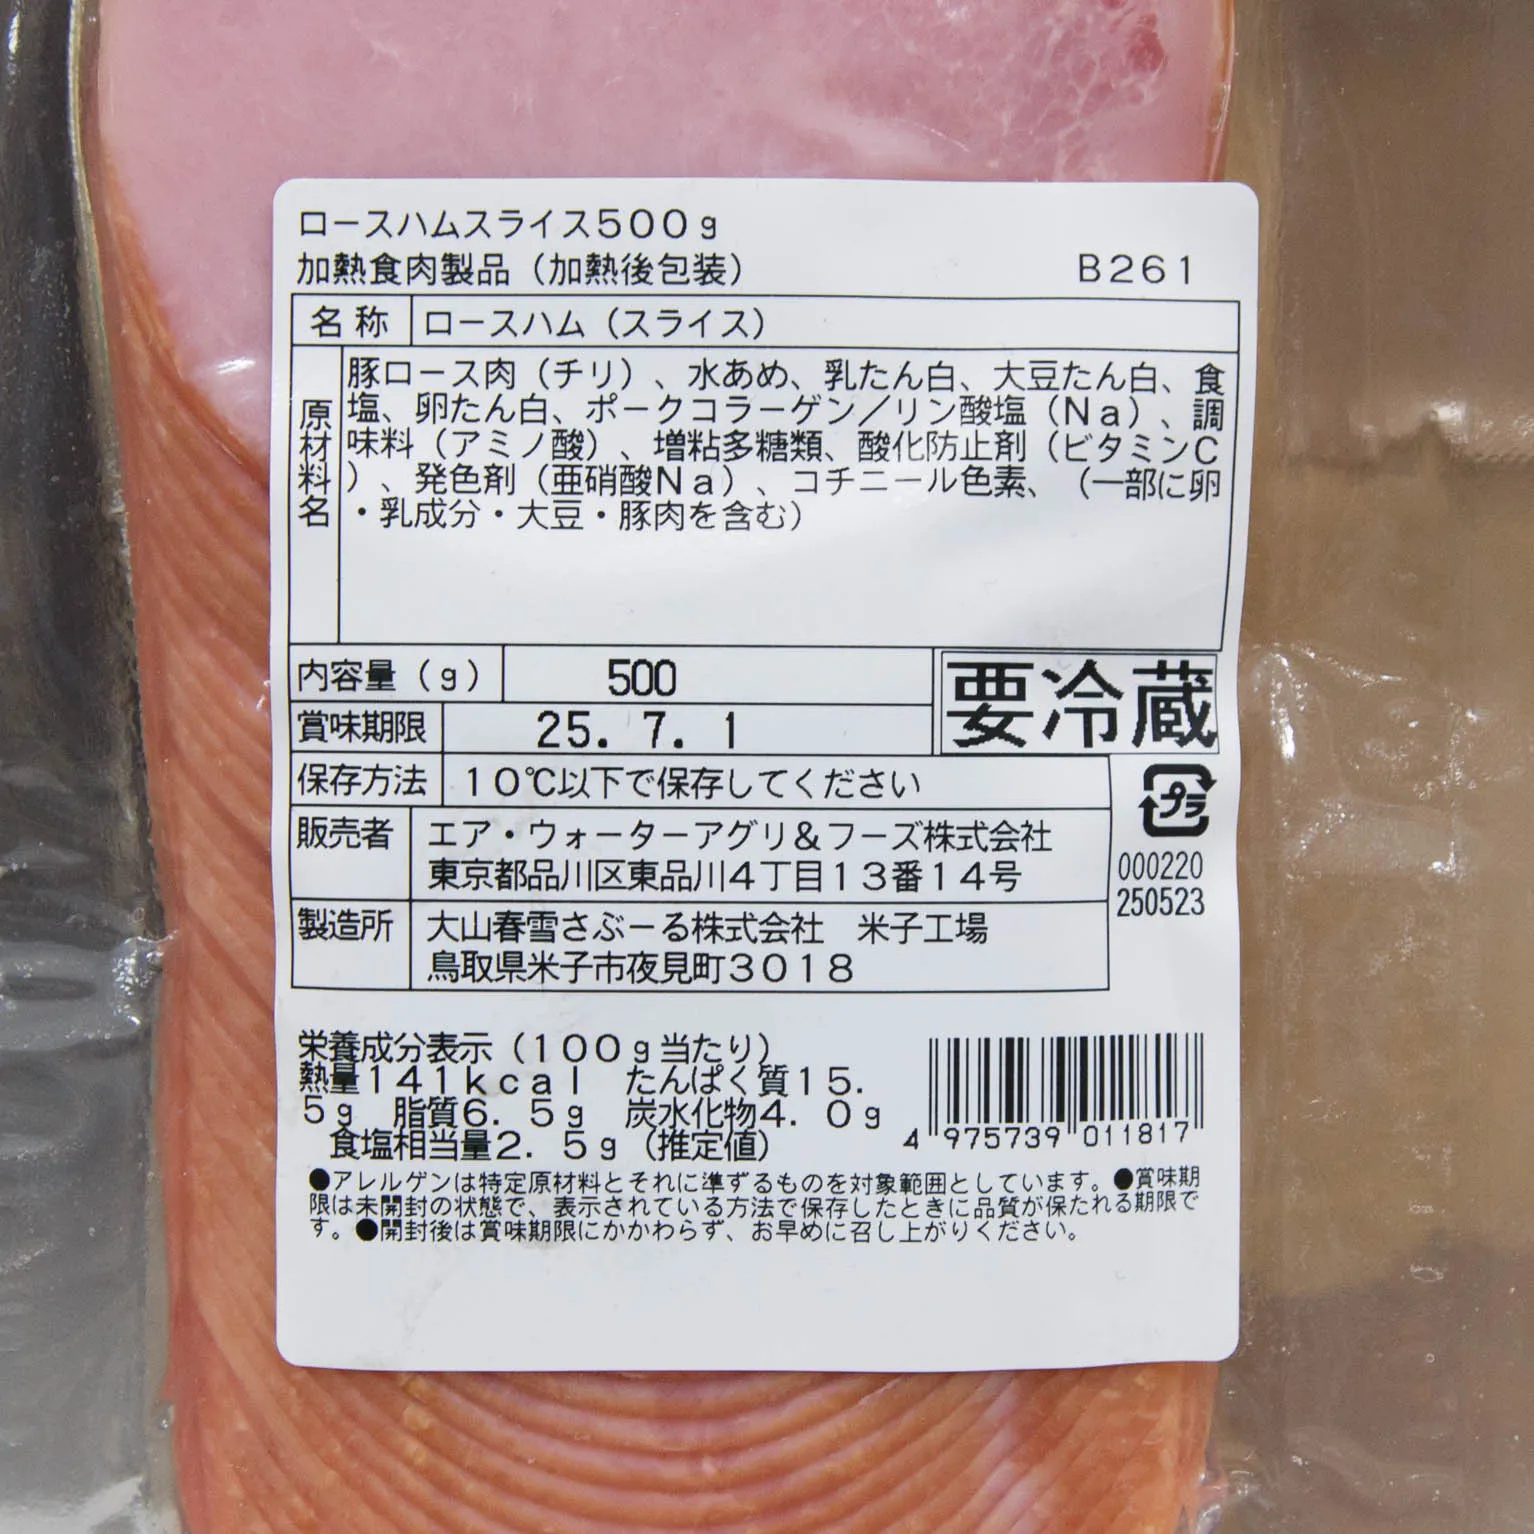 ロースハムスライス500g
加熱食肉製品（加熱後包装） B261
名称 ロースハム（スライス）
原材料名
豚ロース肉（チリ）、水あめ、乳たん白、大豆たん白、食
塩、卵たん白、ポークコラーゲン／リン酸塩（Na）、調
味料（アミノ酸）、増粘多糖類、酸化防止剤（ビタミンC
）、発色剤（亜硝酸Na）、コチニール色素、（一部に卵
・乳成分・大豆・豚肉を含む）
内容量（g） 500
要冷蔵
賞味期限 25.7.1
保存方法 10℃以下で保存してください
プラ
販売者 エア・ウォーターアグリ＆フーズ株式会社
東京都品川区東品川4丁目13番14号
000220
250523
製造所 大山春雪さぶーる株式会社 米子工場
鳥取県米子市夜見町3018
栄養成分表示（100g当たり）
熱量141kcal たんぱく質15.
5g 脂質6.5g 炭水化物4.0g
食塩相当量2.5g（推定値）
4 975739 011817
●アレルゲンは特定原材料とそれに準ずるものを対象範囲としています。●賞味期
限は未開封の状態で、表示されている方法で保存したときに品質が保たれる期限で
す。●開封後は賞味期限にかかわらず、お早めに召し上がりください。